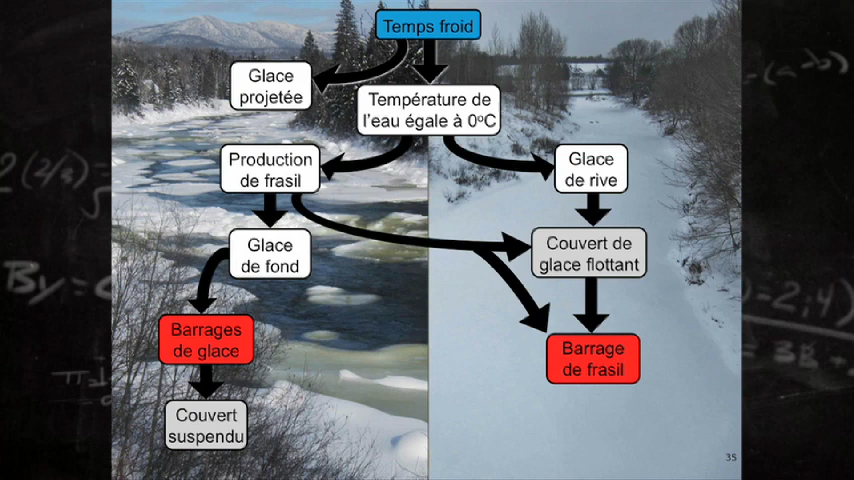 Temps froid
Glace
projetée
Température de
l'eau égale à 0°C
Production
de frasil
Glace
de rive
Glace
de fond
Couvert de
glace flottant
Barrages
de glace
Barrage
de frasil
Couvert
suspendu
35